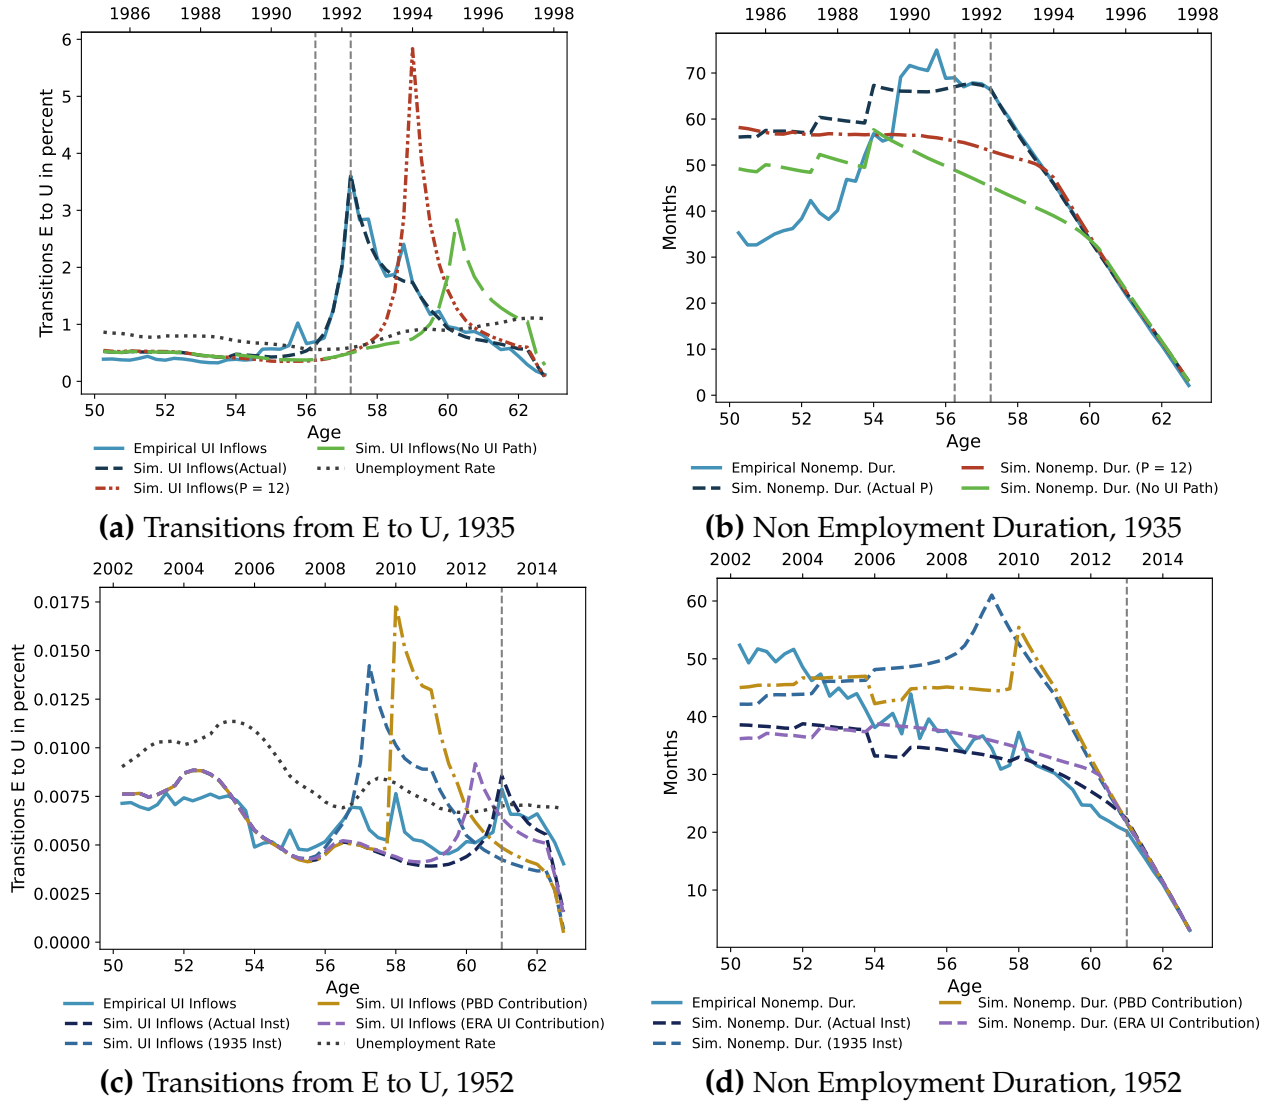 1986 1988 1990 1992 1994 1996 1998
6
5
4
3
2
1
0
Transitions E to U in percent
50 52 54 56 58 60 62
Age
Empirical UI Inflows
Sim. UI Inflows(Actual)
Sim. UI Inflows(P = 12)
Sim. UI Inflows(No UI Path)
Unemployment Rate
(a) Transitions from E to U, 1935
1986 1988 1990 1992 1994 1996 1998
70
60
50
40
30
20
10
0
Months
50 52 54 56 58 60 62
Age
Empirical Nonemp. Dur.
Sim. Nonemp. Dur. (Actual P)
Sim. Nonemp. Dur. (P = 12)
Sim. Nonemp. Dur. (No UI Path)
(b) Non Employment Duration, 1935
2002 2004 2006 2008 2010 2012 2014
0.0175
0.0150
0.0125
0.0100
0.0075
0.0050
0.0025
0.0000
Transitions E to U in percent
50 52 54 56 58 60 62
Age
Empirical UI Inflows
Sim. UI Inflows (Actual Inst)
Sim. UI Inflows (1935 Inst)
Sim. UI Inflows (PBD Contribution)
Sim. UI Inflows (ERA UI Contribution)
Unemployment Rate
(c) Transitions from E to U, 1952
2002 2004 2006 2008 2010 2012 2014
60
50
40
30
20
10
Months
50 52 54 56 58 60 62
Age
Empirical Nonemp. Dur.
Sim. Nonemp. Dur. (Actual Inst)
Sim. Nonemp. Dur. (1935 Inst)
Sim. Nonemp. Dur. (PBD Contribution)
Sim. Nonemp. Dur. (ERA UI Contribution)
(d) Non Employment Duration, 1952